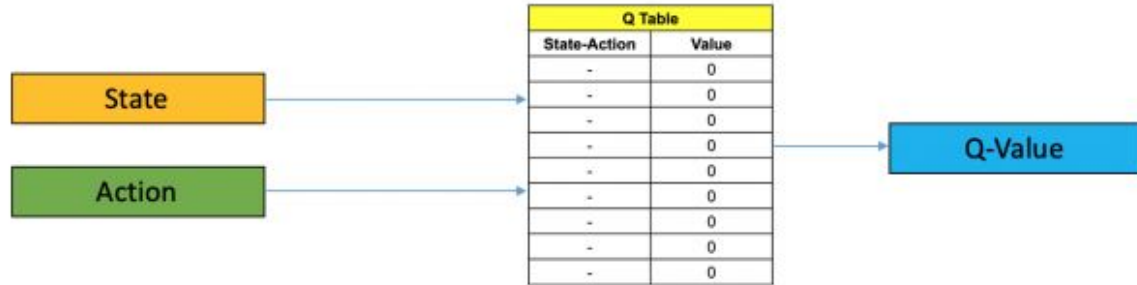 Q Table
State-Action Value
- 0
- 0
- 0
- 0
- 0
- 0
- 0
- 0
- 0
State
Action
Q-Value